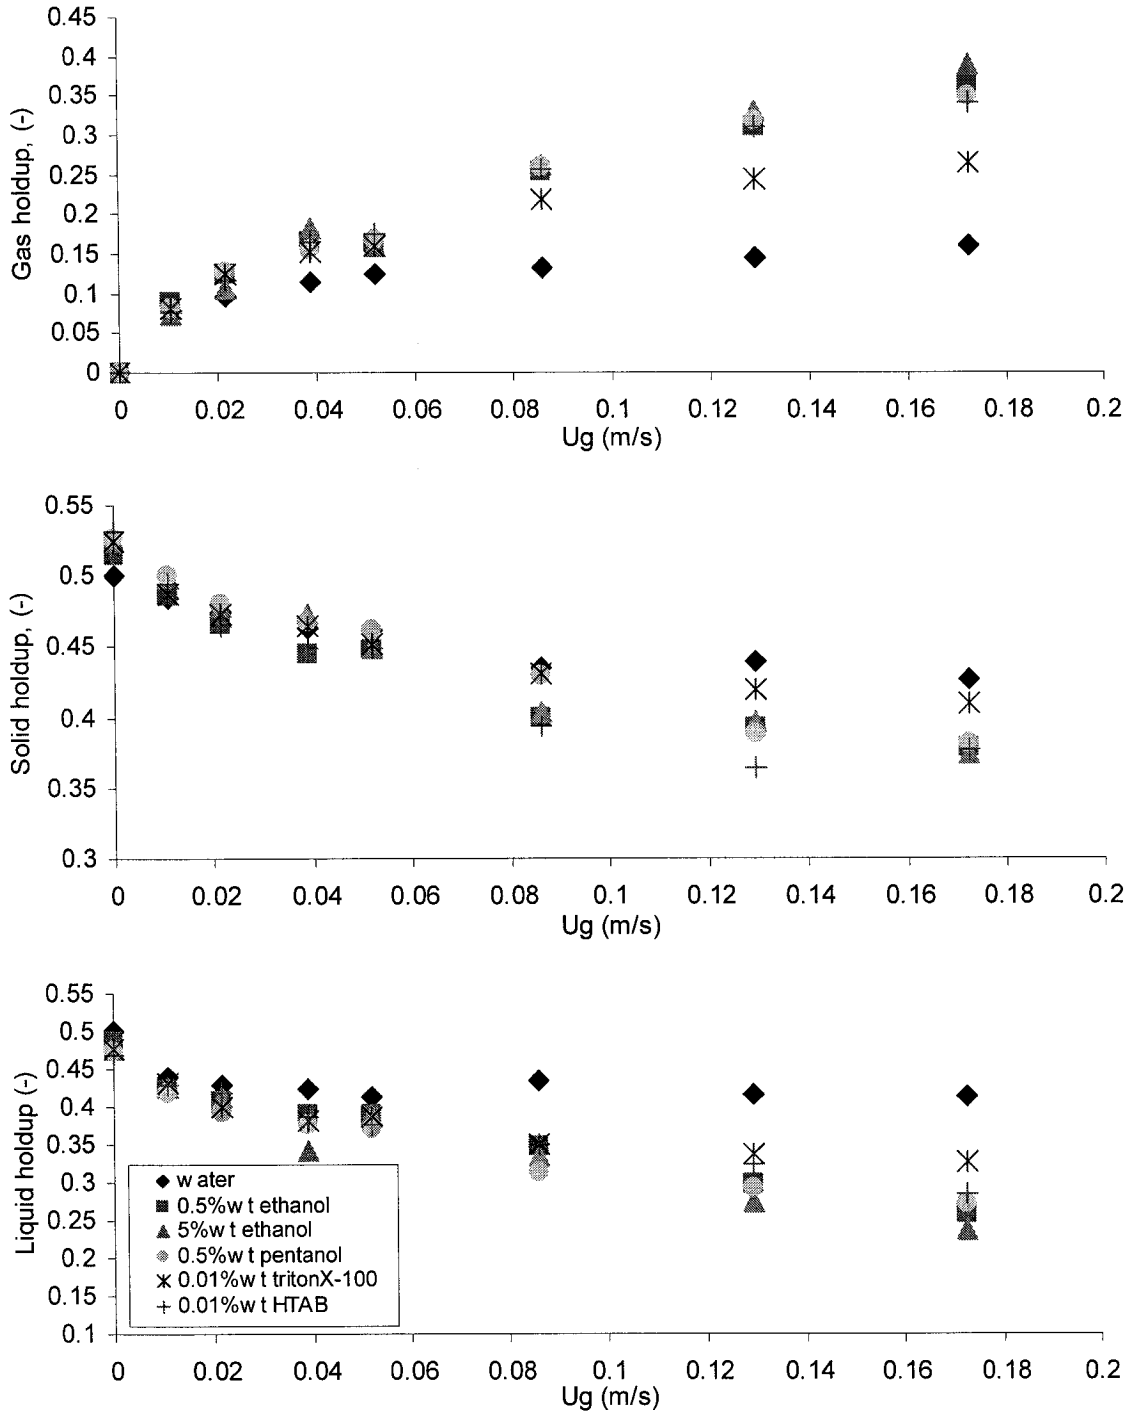 0.45
0.4
0.35
0.3
0.25
0.2
0.15
0.1
0.05
0
Gas holdup, (-)
0 0.02 0.04 0.06 0.08 0.1 0.12 0.14 0.16 0.18 0.2
Ug (m/s)
0.55
0.5
0.45
0.4
0.35
0.3
Solid holdup, (-)
0 0.02 0.04 0.06 0.08 0.1 0.12 0.14 0.16 0.18 0.2
Ug (m/s)
0.55
0.5
0.45
0.4
0.35
0.3
0.25
0.2
0.15
0.1
Liquid holdup (-)
water
0.5%wt ethanol
5%wt ethanol
0.5%wt pentanol
0.01%wt tritonX-100
0.01%wt HTAB
0 0.02 0.04 0.06 0.08 0.1 0.12 0.14 0.16 0.18 0.2
Ug (m/s)